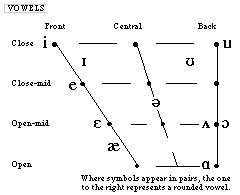 VOWELS
Front Central Back
Close i ɯ
ɪ ʊ
Close-mid e
ə
Open-mid ɛ ʌ ɔ
æ
Open ɑ
Where symbols appear in pairs, the one
to the right represents a rounded vowel.